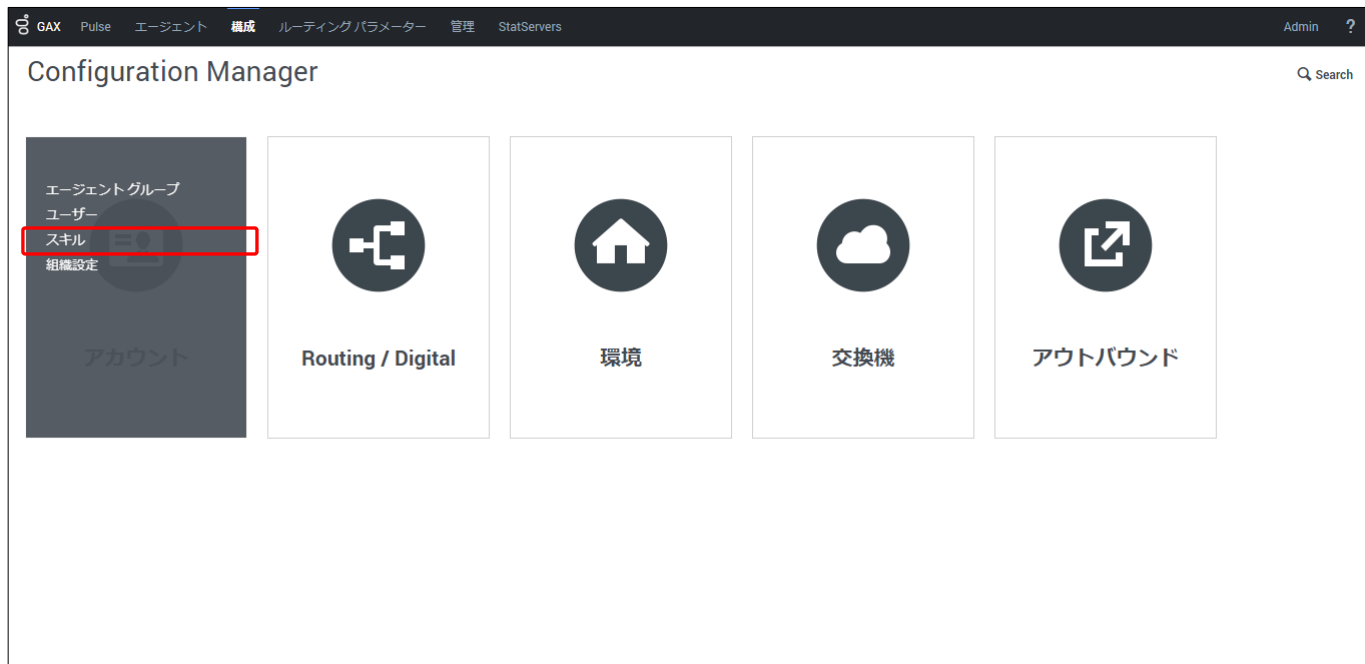 GAX Pulse エージェント 構成 ルーティング パラメーター 管理 StatServers Admin ?
Configuration Manager
Search
エージェント グループ
ユーザー
スキル
組織設定
アカウント
Routing / Digital
環境
交換機
アウトバウンド